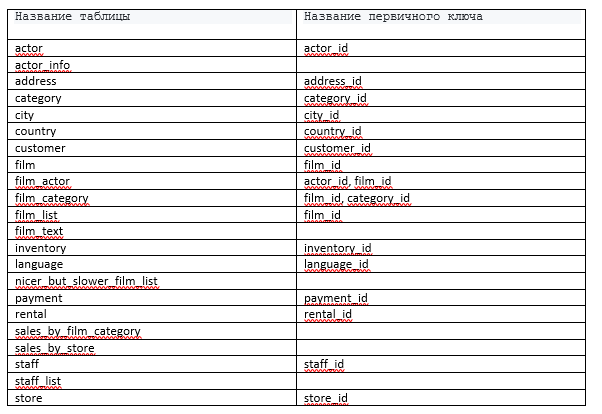 Название таблицы Название первичного ключа
actor actor_id
actor_info
address address_id
category category_id
city city_id
country country_id
customer customer_id
film film_id
film_actor actor_id, film_id
film_category film_id, category_id
film_list film_id
film_text
inventory inventory_id
language language_id
nicer_but_slower_film_list
payment payment_id
rental rental_id
sales_by_film_category
sales_by_store
staff staff_id
staff_list
store store_id